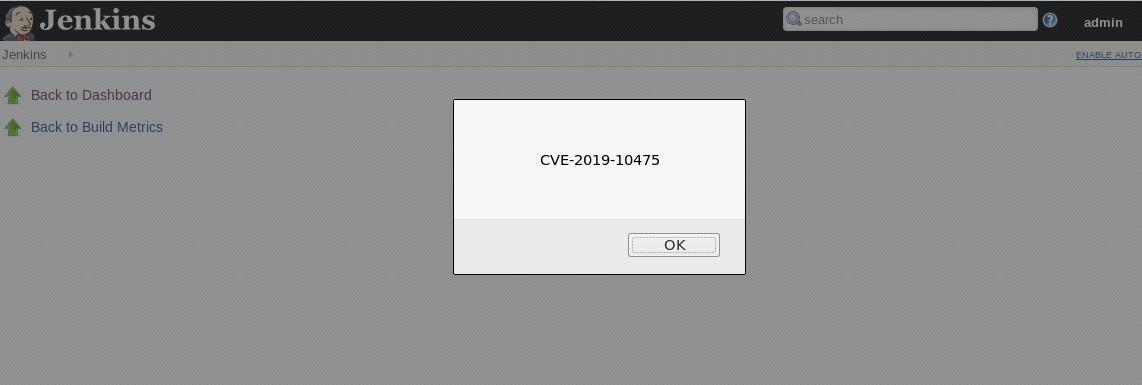 Jenkins
search
admin
Jenkins
ENABLE AUTO
Back to Dashboard
Back to Build Metrics
CVE-2019-10475
OK